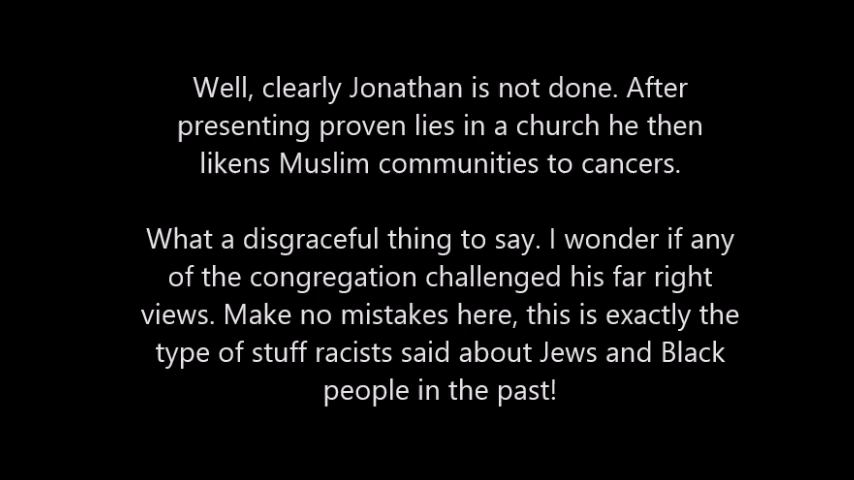 Well, clearly Jonathan is not done. After
presenting proven lies in a church he then
likens Muslim communities to cancers.
What a disgraceful thing to say. I wonder if any
of the congregation challenged his far right
views. Make no mistakes here, this is exactly the
type of stuff racists said about Jews and Black
people in the past!